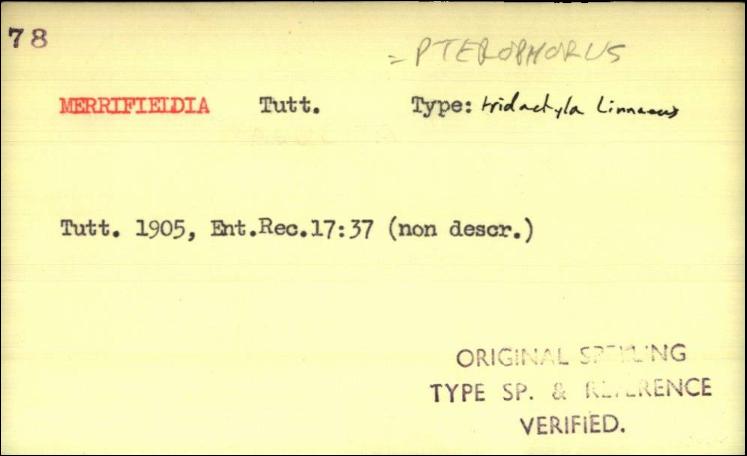 78
= PTEROPHORUS
MERRIFIELDIA Tutt. Type: tridactyla Linnaeus
Tutt. 1905, Ent.Rec.17:37 (non descr.)
ORIGINAL SPELLING
TYPE SP. & REFERENCE
VERIFIED.